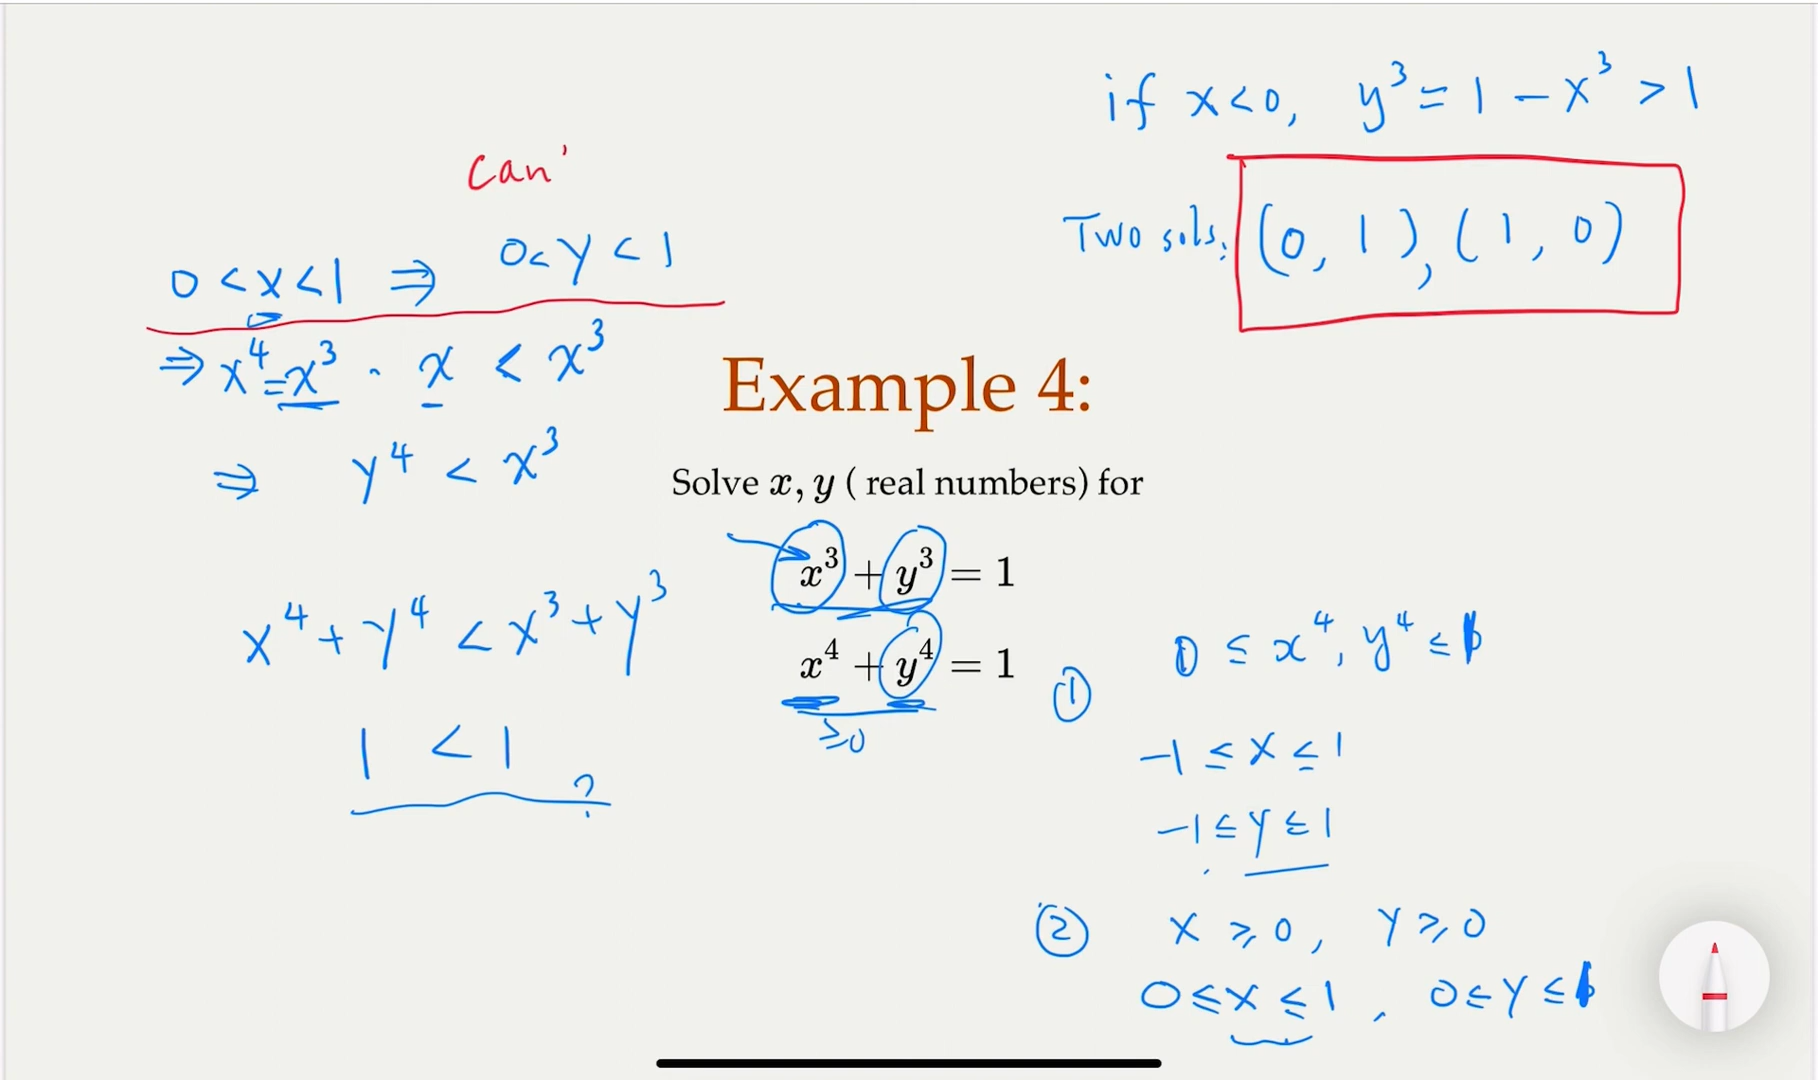 if x<0, y³=1-x³>1
Can'
Two sols: (0,1),(1,0)
0<x<1 ⇒ 0<y<1
⇒ x⁴=x³·x<x³
⇒ y⁴<x³
Example 4:
Solve x, y ( real numbers) for
x³ + y³ = 1
x⁴ + y⁴ = 1
≥0
x⁴+y⁴<x³+y³
1<1
?
①
0≤x⁴,y⁴≤1
-1≤x≤1
-1≤y≤1
② x≥0, y≥0
0≤x≤1, 0≤y≤1